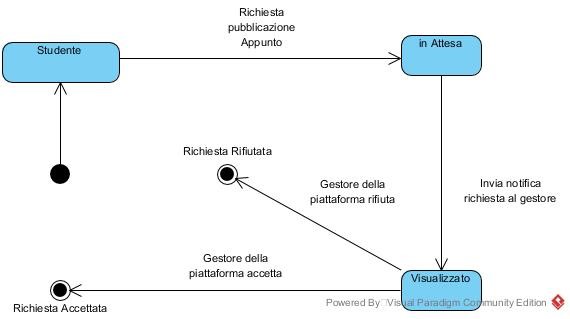 Richiesta
pubblicazione
Appunto
Studente
in Attesa
Richiesta Rifiutata
Gestore della
piattaforma rifiuta
Invia notifica
richiesta al gestore
Gestore della
piattaforma accetta
Visualizzato
Richiesta Accettata
Powered By Visual Paradigm Community Edition